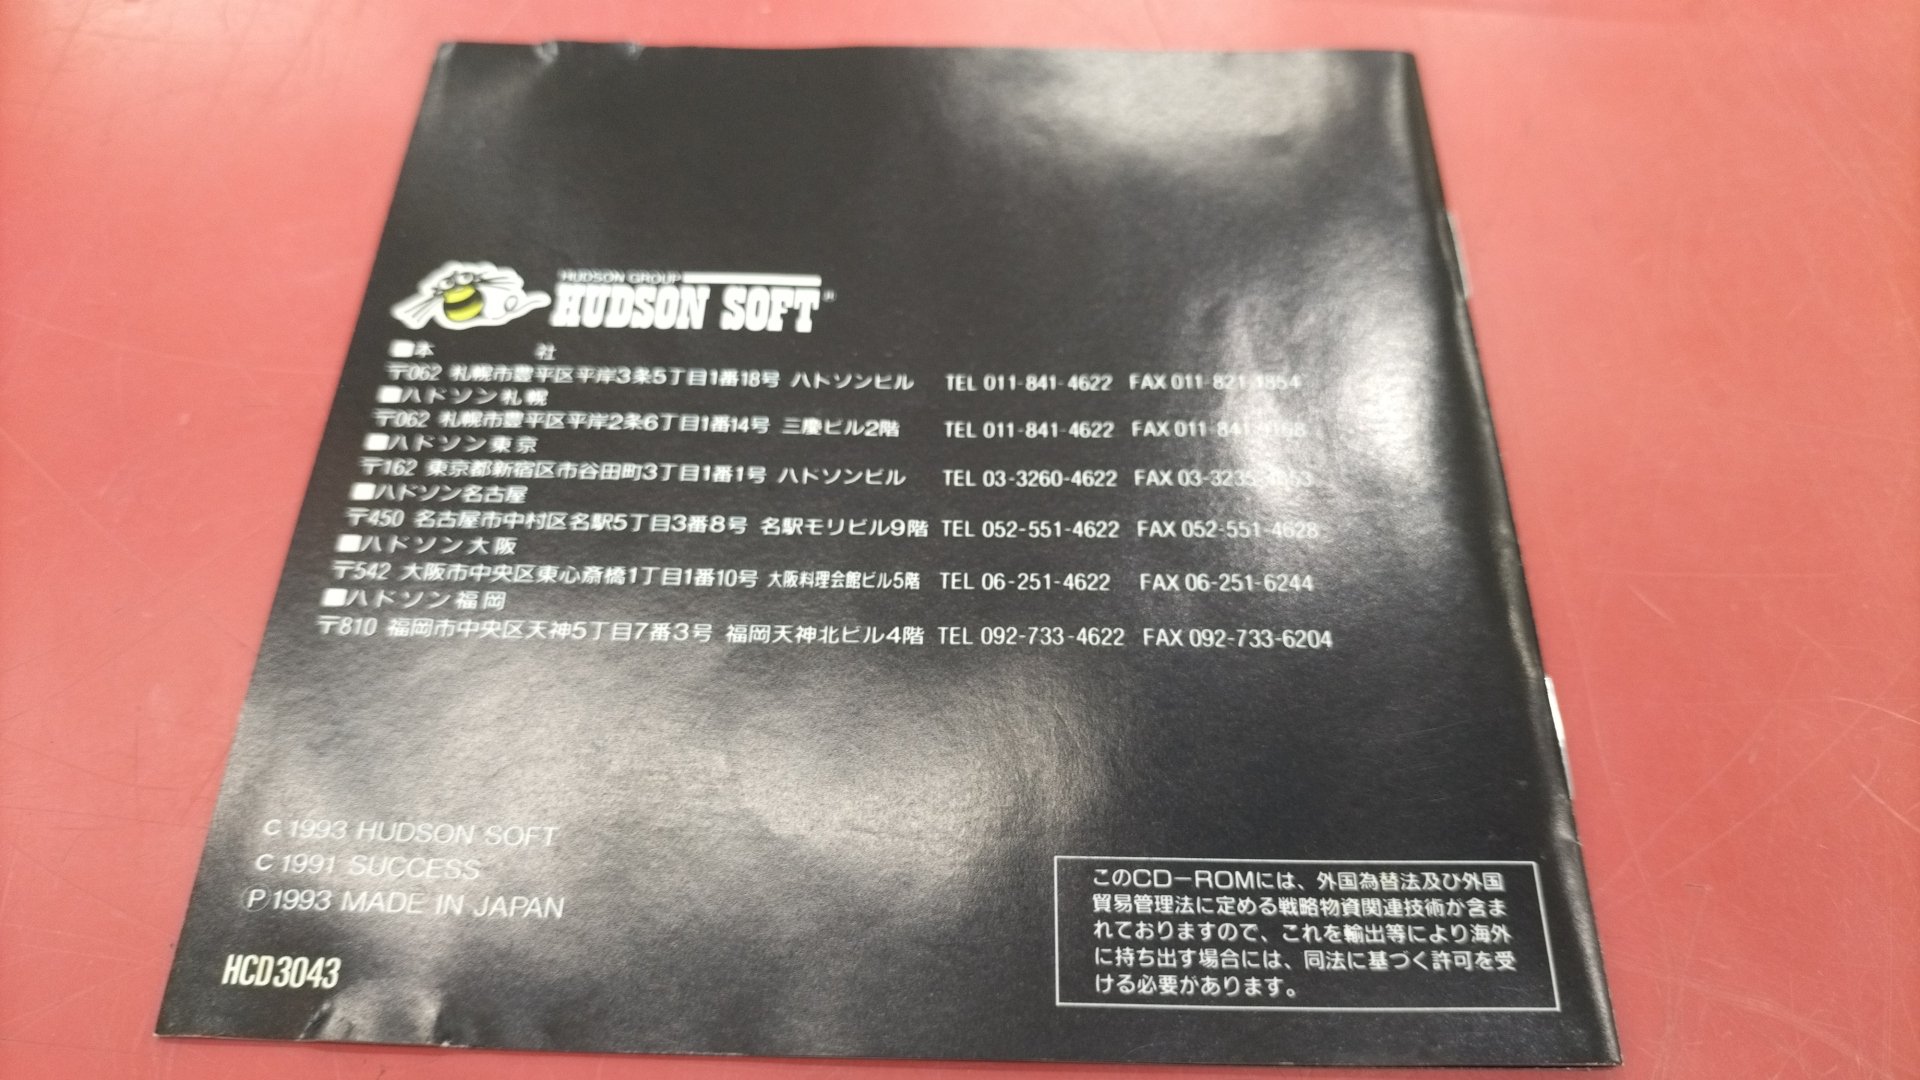 HUDSON GROUP
HUDSON SOFT®
■本 社
〒062 札幌市豊平区平岸3条5丁目1番18号 ハドソンビル TEL 011-841-4622 FAX 011-821-1854
■ハドソン札幌
〒062 札幌市豊平区平岸2条6丁目1番14号 三慶ビル2階 TEL 011-841-4622 FAX
■ハドソン東京
〒162 東京都新宿区市谷田町3丁目1番1号 ハドソンビル TEL 03-3260-4622 FAX
■ハドソン名古屋
〒450 名古屋市中村区名駅5丁目3番8号 名駅モリビル9階 TEL 052-551-4622 FAX 052-551-4628
■ハドソン大阪
〒542 大阪市中央区東心斎橋1丁目1番10号 大阪料理会館ビル5階 TEL 06-251-4622 FAX 06-251-6244
■ハドソン福岡
〒810 福岡市中央区天神5丁目7番3号 福岡天神北ビル4階 TEL 092-733-4622 FAX 092-733-6204
C 1993 HUDSON SOFT
C 1991 SUCCESS
Ⓟ 1993 MADE IN JAPAN
HCD3043
このCD-ROMには、外国為替法及び外国
貿易管理法に定める戦略物資関連技術が含ま
れておりますので、これを輸出等により海外
に持ち出す場合には、同法に基づく許可を受
ける必要があります。